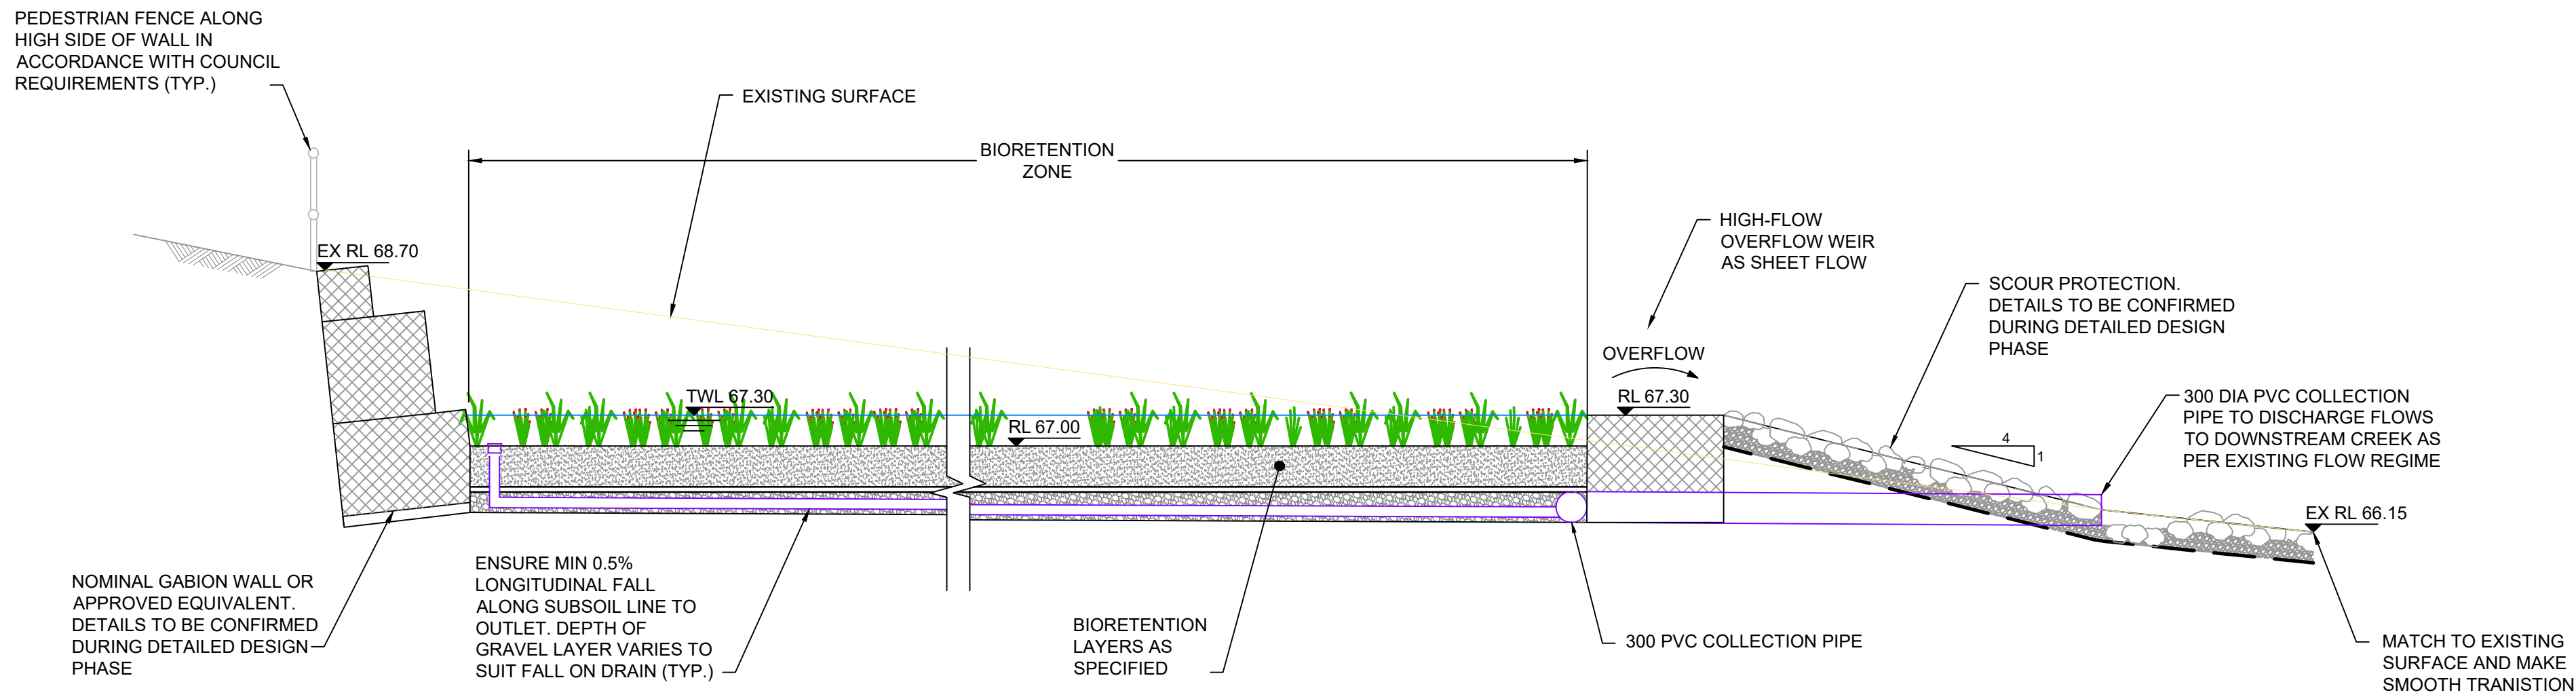 PEDESTRIAN FENCE ALONG
HIGH SIDE OF WALL IN
ACCORDANCE WITH COUNCIL
REQUIREMENTS (TYP.)
EXISTING SURFACE
BIORETENTION
ZONE
HIGH-FLOW
OVERFLOW WEIR
AS SHEET FLOW
EX RL 68.70
SCOUR PROTECTION.
DETAILS TO BE CONFIRMED
DURING DETAILED DESIGN
PHASE
OVERFLOW
TWL 67.30
RL 67.30
RL 67.00
300 DIA PVC COLLECTION
PIPE TO DISCHARGE FLOWS
TO DOWNSTREAM CREEK AS
PER EXISTING FLOW REGIME
4
1
EX RL 66.15
NOMINAL GABION WALL OR
APPROVED EQUIVALENT.
DETAILS TO BE CONFIRMED
DURING DETAILED DESIGN
PHASE
ENSURE MIN 0.5%
LONGITUDINAL FALL
ALONG SUBSOIL LINE TO
OUTLET. DEPTH OF
GRAVEL LAYER VARIES TO
SUIT FALL ON DRAIN (TYP.)
BIORETENTION
LAYERS AS
SPECIFIED
300 PVC COLLECTION PIPE
MATCH TO EXISTING
SURFACE AND MAKE
SMOOTH TRANISTION